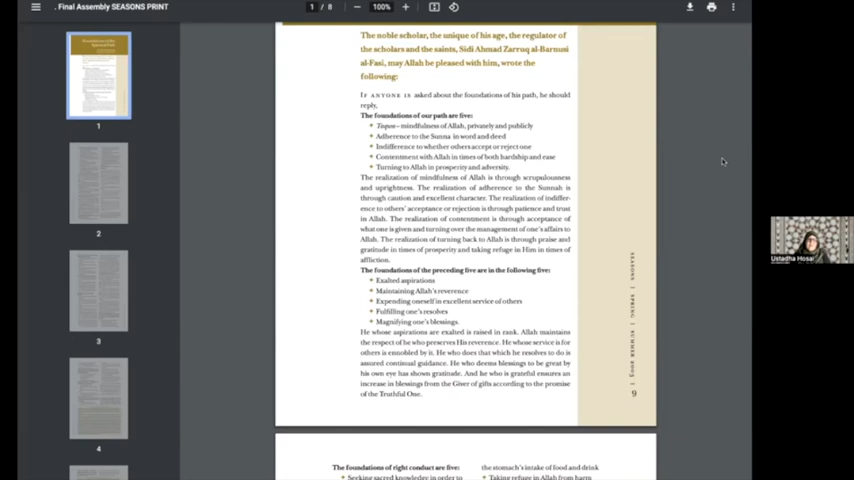 . Final Assembly SEASONS PRINT
1 / 8
100%
The noble scholar, the unique of his age, the regulator of
the scholars and the saints, Sidi Ahmad Zarruq al-Barnusi
al-Fasi, may Allah be pleased with him, wrote the
following:
If anyone is asked about the foundations of his path, he should
reply,
The foundations of our path are five:
Taqwa— mindfulness of Allah, privately and publicly
Adherence to the Sunna in word and deed
Indifference to whether others accept or reject one
Contentment with Allah in times of both hardship and ease
Turning to Allah in prosperity and adversity.
The realization of mindfulness of Allah is through scrupulousness
and uprightness. The realization of adherence to the Sunnah is
through caution and excellent character. The realization of indiffer-
ence to others' acceptance or rejection is through patience and trust
in Allah. The realization of contentment is through acceptance of
what one is given and turning over the management of one's affairs to
Allah. The realization of turning back to Allah is through praise and
gratitude in times of prosperity and taking refuge in Him in times of
affliction.
The foundations of the preceding five are in the following five:
Exalted aspirations
Maintaining Allah's reverence
Expending oneself in excellent service of others
Fulfilling one's resolves
Magnifying one's blessings.
He whose aspirations are exalted is raised in rank. Allah maintains
the respect of he who preserves His reverence. He whose service is for
others is ennobled by it. He who does that which he resolves to do is
assured continual guidance. He who deems blessings to be great by
his own eye has shown gratitude. And he who is grateful ensures an
increase in blessings from the Giver of gifts according to the promise
of the Truthful One.
SEASONS | SPRING | SUMMER 2005 | 9
The foundations of right conduct are five:
Seeking sacred knowledge in order to
the stomach's intake of food and drink
Taking refuge in Allah from harm
1
2
3
4
Ustadha Hosai